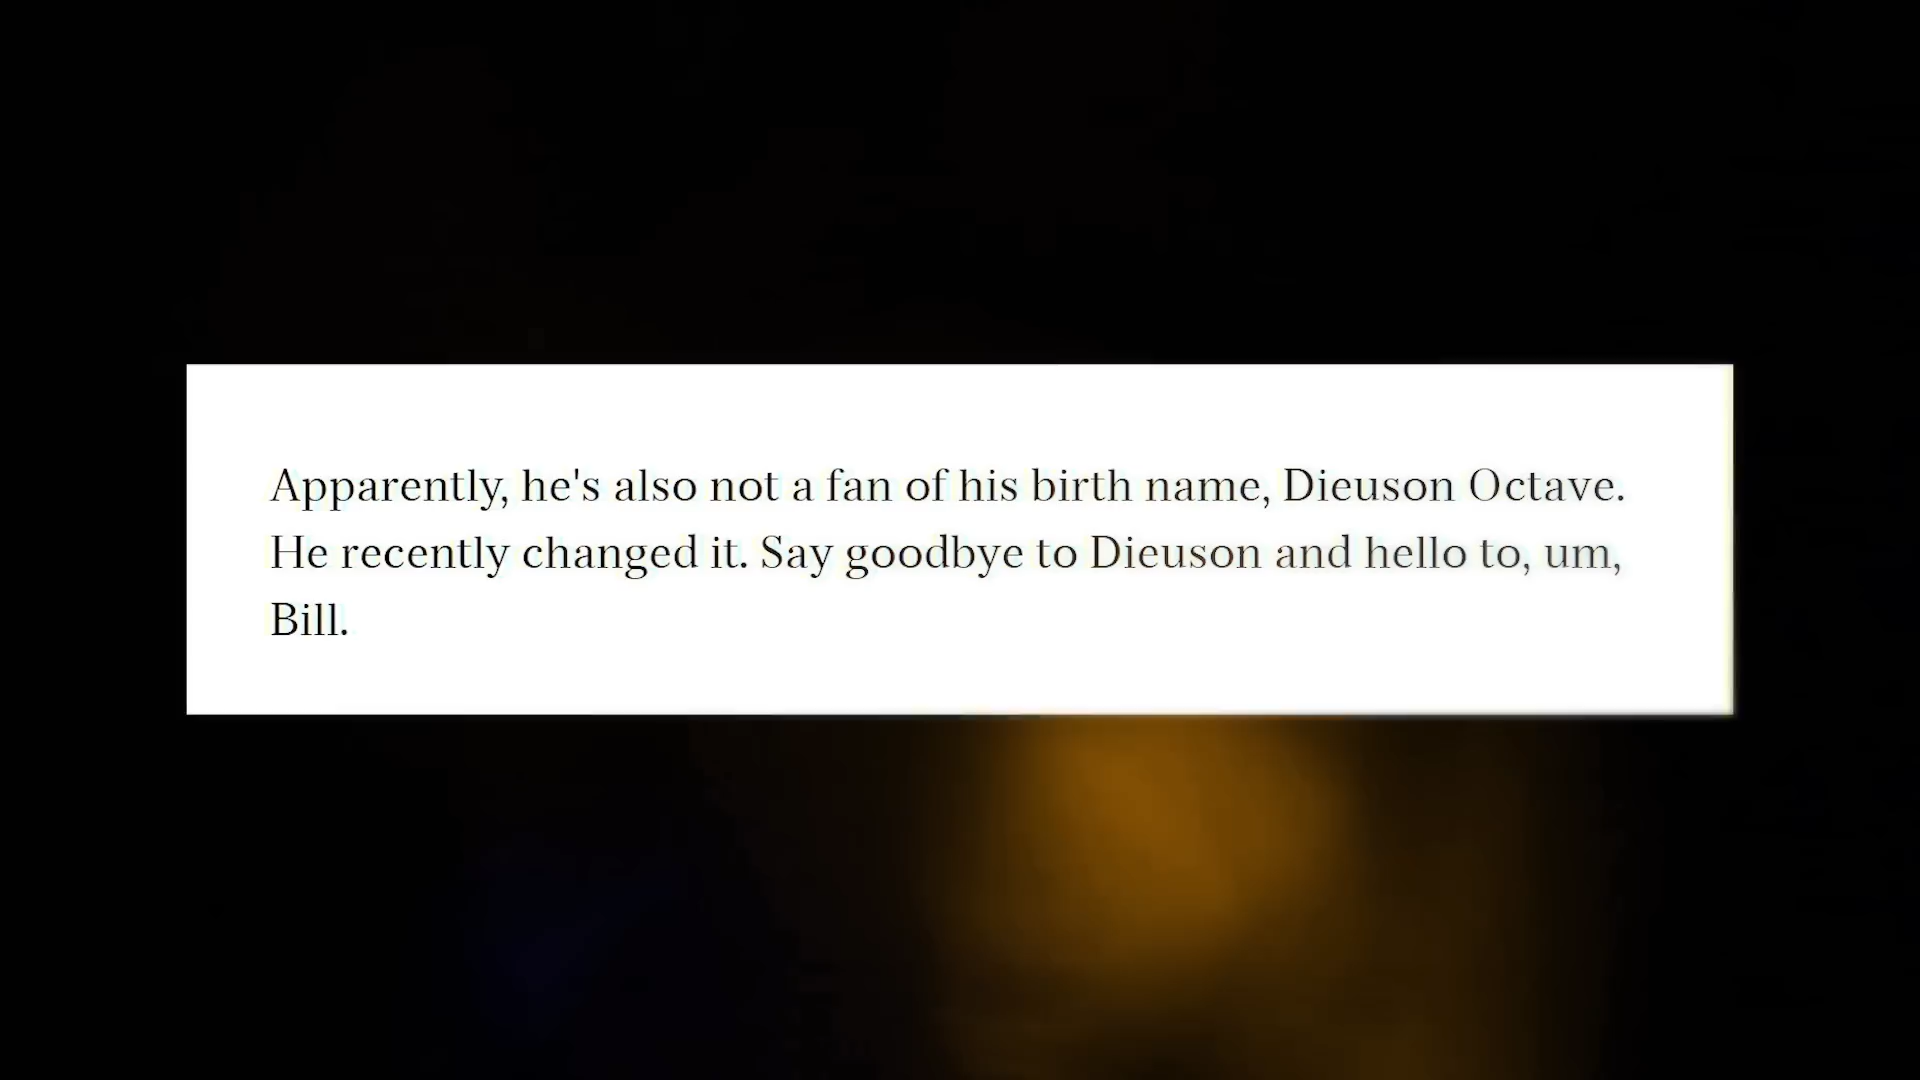 Apparently, he's also not a fan of his birth name, Dieuson Octave.
He recently changed it. Say goodbye to Dieuson and hello to, um,
Bill.